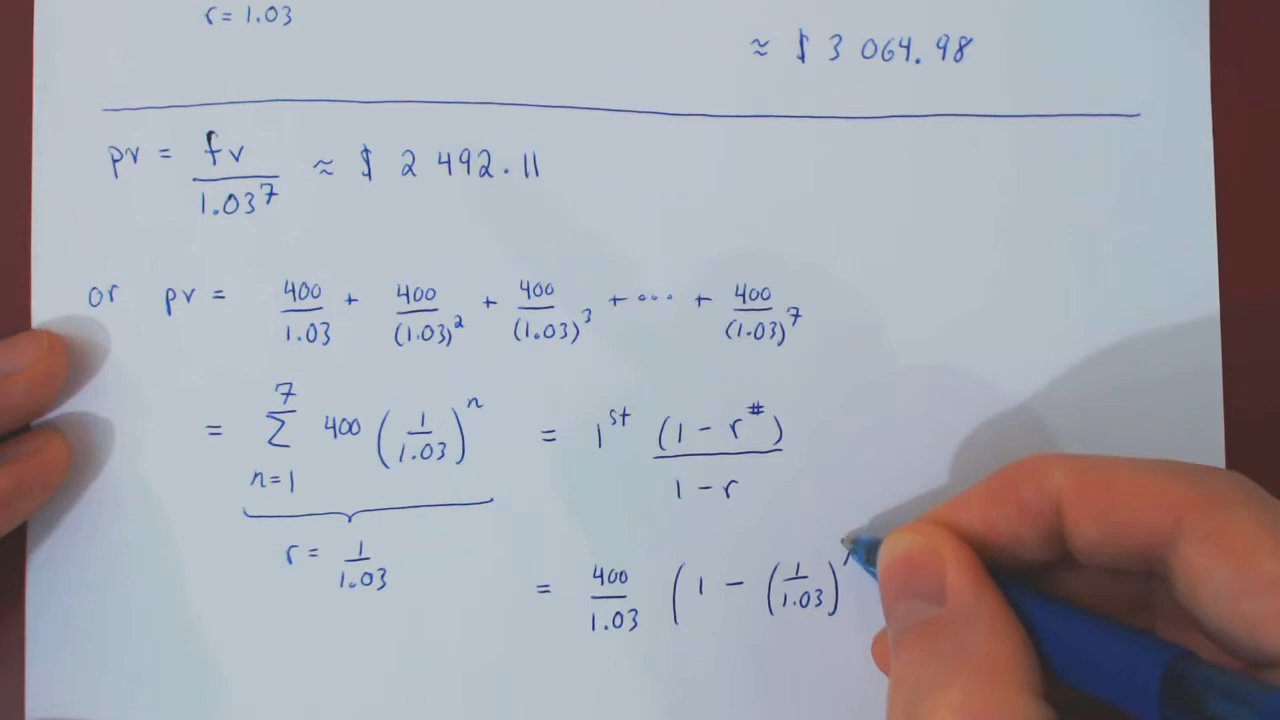 r = 1.03
≈ $ 3 064.98
pv = fv / 1.03^7 ≈ $ 2 492.11
or pv = 400/1.03 + 400/(1.03)^2 + 400/(1.03)^3 + ... + 400/(1.03)^7
= 7 Σ n=1 400 (1/1.03)^n = 1st (1 - r^#) / 1 - r
r = 1/1.03
= 400/1.03 (1 - (1/1.03)